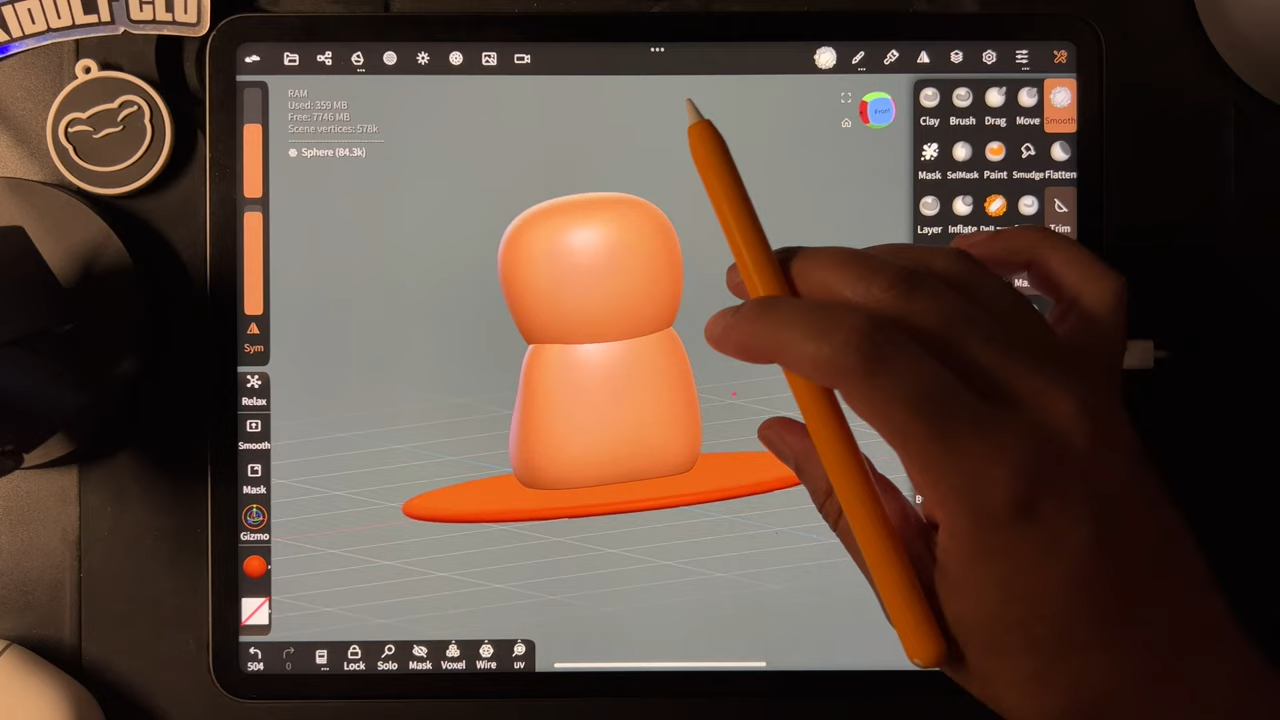 RAM
Used: 359 MB
Free: 7746 MB
Scene vertices: 578k
Sphere (84.3k)
Front
Clay Brush Drag Move Smooth
Mask SelMask Paint Smudge Flatten
Layer Inflate Trim
Ma.
Sym
Relax
Smooth
Mask
Gizmo
504 0 Lock Solo Mask Voxel Wire uv